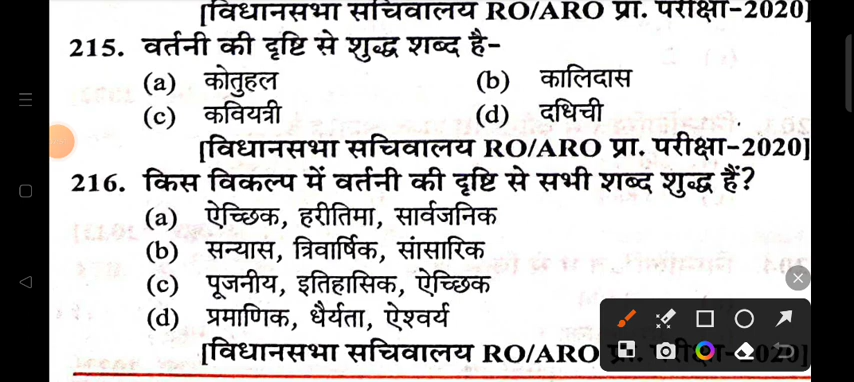 [विधानसभा सचिवालय RO/ARO प्रा. परीक्षा-2020]
215. वर्तनी की दृष्टि से शुद्ध शब्द है-
(a) कोतुहल (b) कालिदास
(c) कवियत्री (d) दधिची
[विधानसभा सचिवालय RO/ARO प्रा. परीक्षा-2020]
216. किस विकल्प में वर्तनी की दृष्टि से सभी शब्द शुद्ध हैं?
(a) ऐच्छिक, हरीतिमा, सार्वजनिक
(b) सन्यास, त्रिवार्षिक, सांसारिक
(c) पूजनीय, इतिहासिक, ऐच्छिक
(d) प्रमाणिक, धैर्यता, ऐश्वर्य
[विधानसभा सचिवालय RO/ARO